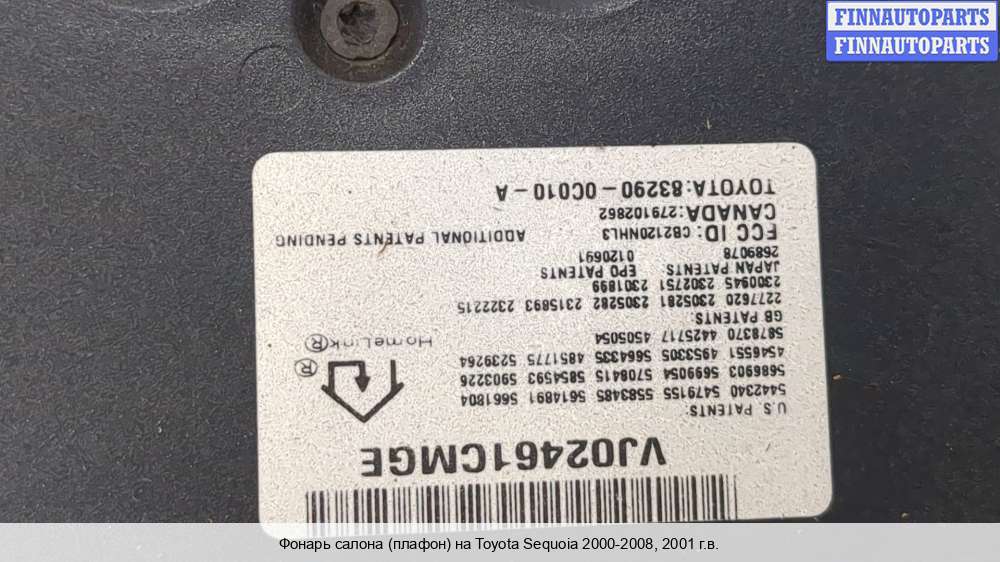 FINNAUTOPARTS
FINNAUTOPARTS
VJ02461CMGE
U.S. PATENTS:
5442340 5479155 5583485 5614891 5661804
5686903 5699054 5708415 5854593 5903226
4546551 4953305 5664335 4851775 5239264
5878370 4425717 4505054
GB PATENTS:
2277620 2305281 2305282 2315893 2322215
2300945 2302751 2301899
JAPAN PATENTS: EPO PATENTS
2689078 0120691
FCC ID: CB2120NHL3 ADDITIONAL PATENTS PENDING
CANADA:279102862
TOYOTA:83290-0C010-A
®
HomeLink®
Фонарь салона (плафон) на Toyota Sequoia 2000-2008, 2001 г.в.